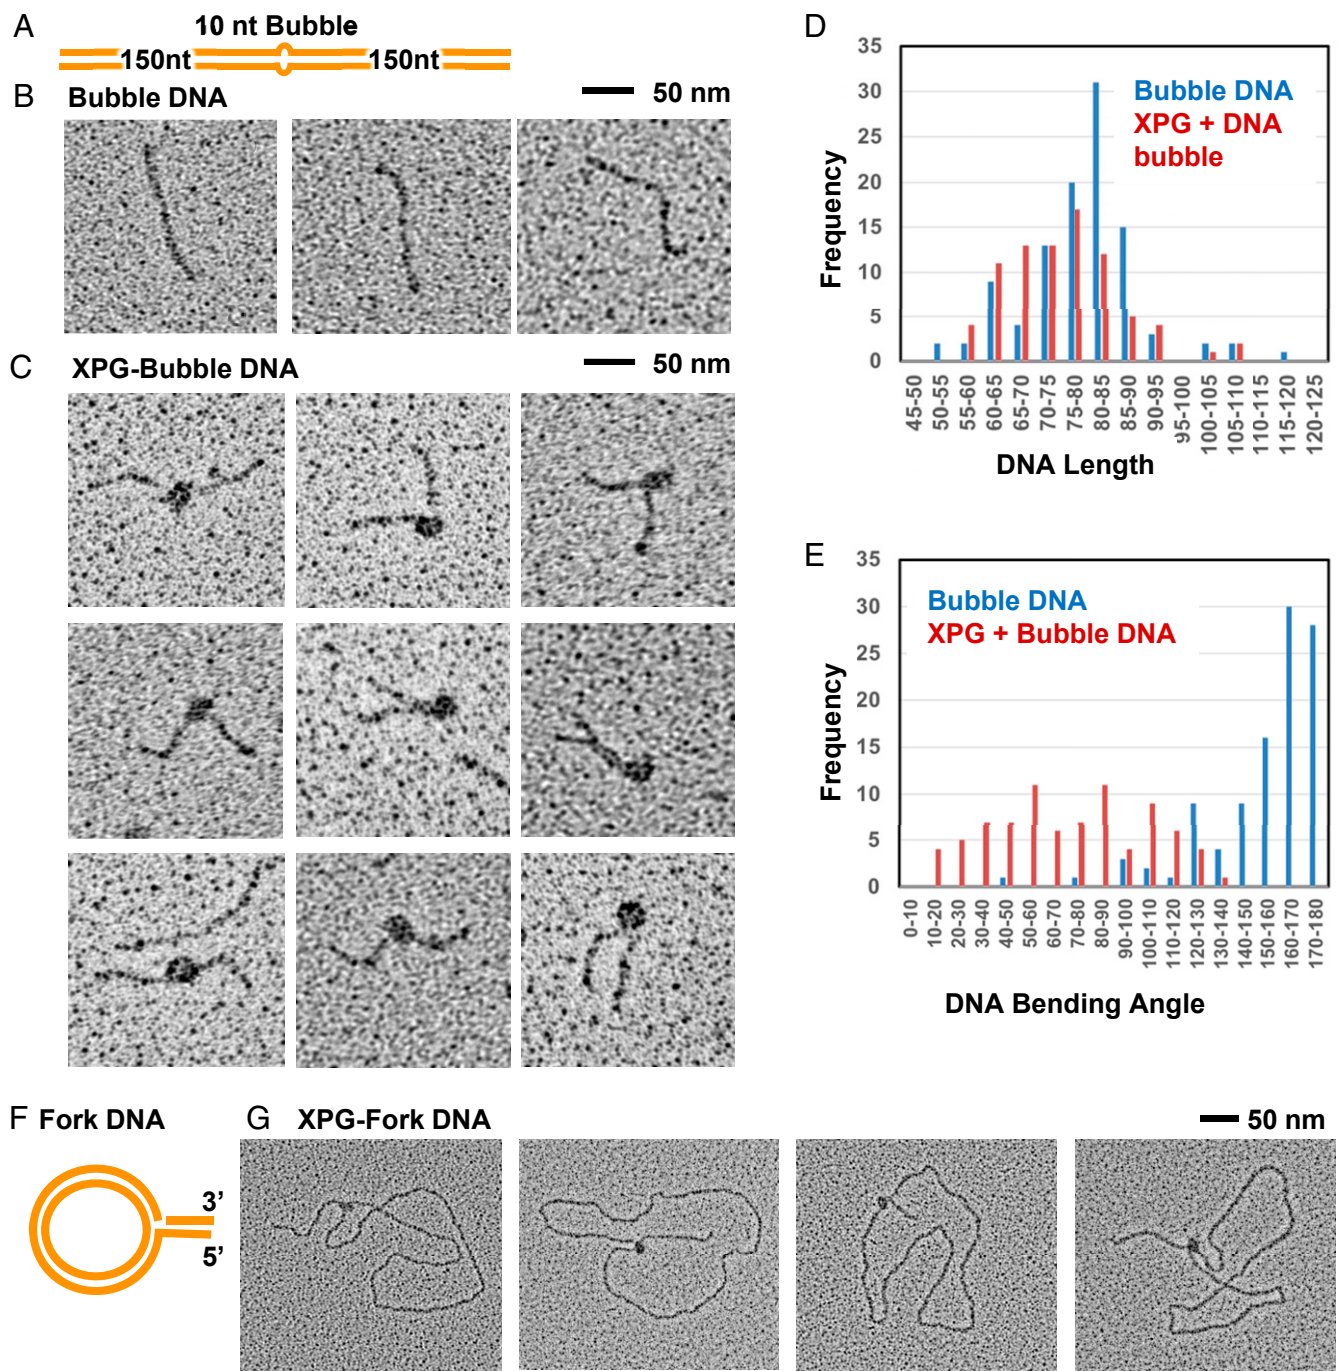 A
10 nt Bubble
150nt
150nt
B
Bubble DNA
50 nm
C
XPG-Bubble DNA
50 nm
D
35
30
25
20
15
10
5
0
Frequency
Bubble DNA
XPG + DNA
bubble
45-50
50-55
55-60
60-65
65-70
70-75
75-80
80-85
85-90
90-95
95-100
100-105
105-110
110-115
115-120
120-125
DNA Length
E
35
30
25
20
15
10
5
0
Frequency
Bubble DNA
XPG + Bubble DNA
0-10
10-20
20-30
30-40
40-50
50-60
60-70
70-80
80-90
90-100
100-110
110-120
120-130
130-140
140-150
150-160
160-170
170-180
DNA Bending Angle
F
Fork DNA
3’
5’
G
XPG-Fork DNA
50 nm